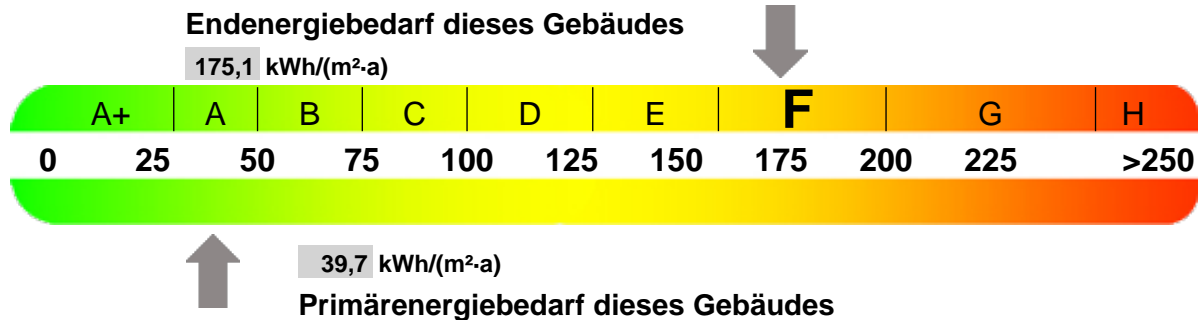 Endenergiebedarf dieses Gebäudes
175,1 kWh/(m²·a)
A+ A B C D E F G H
0 25 50 75 100 125 150 175 200 225 >250
39,7 kWh/(m²·a)
Primärenergiebedarf dieses Gebäudes